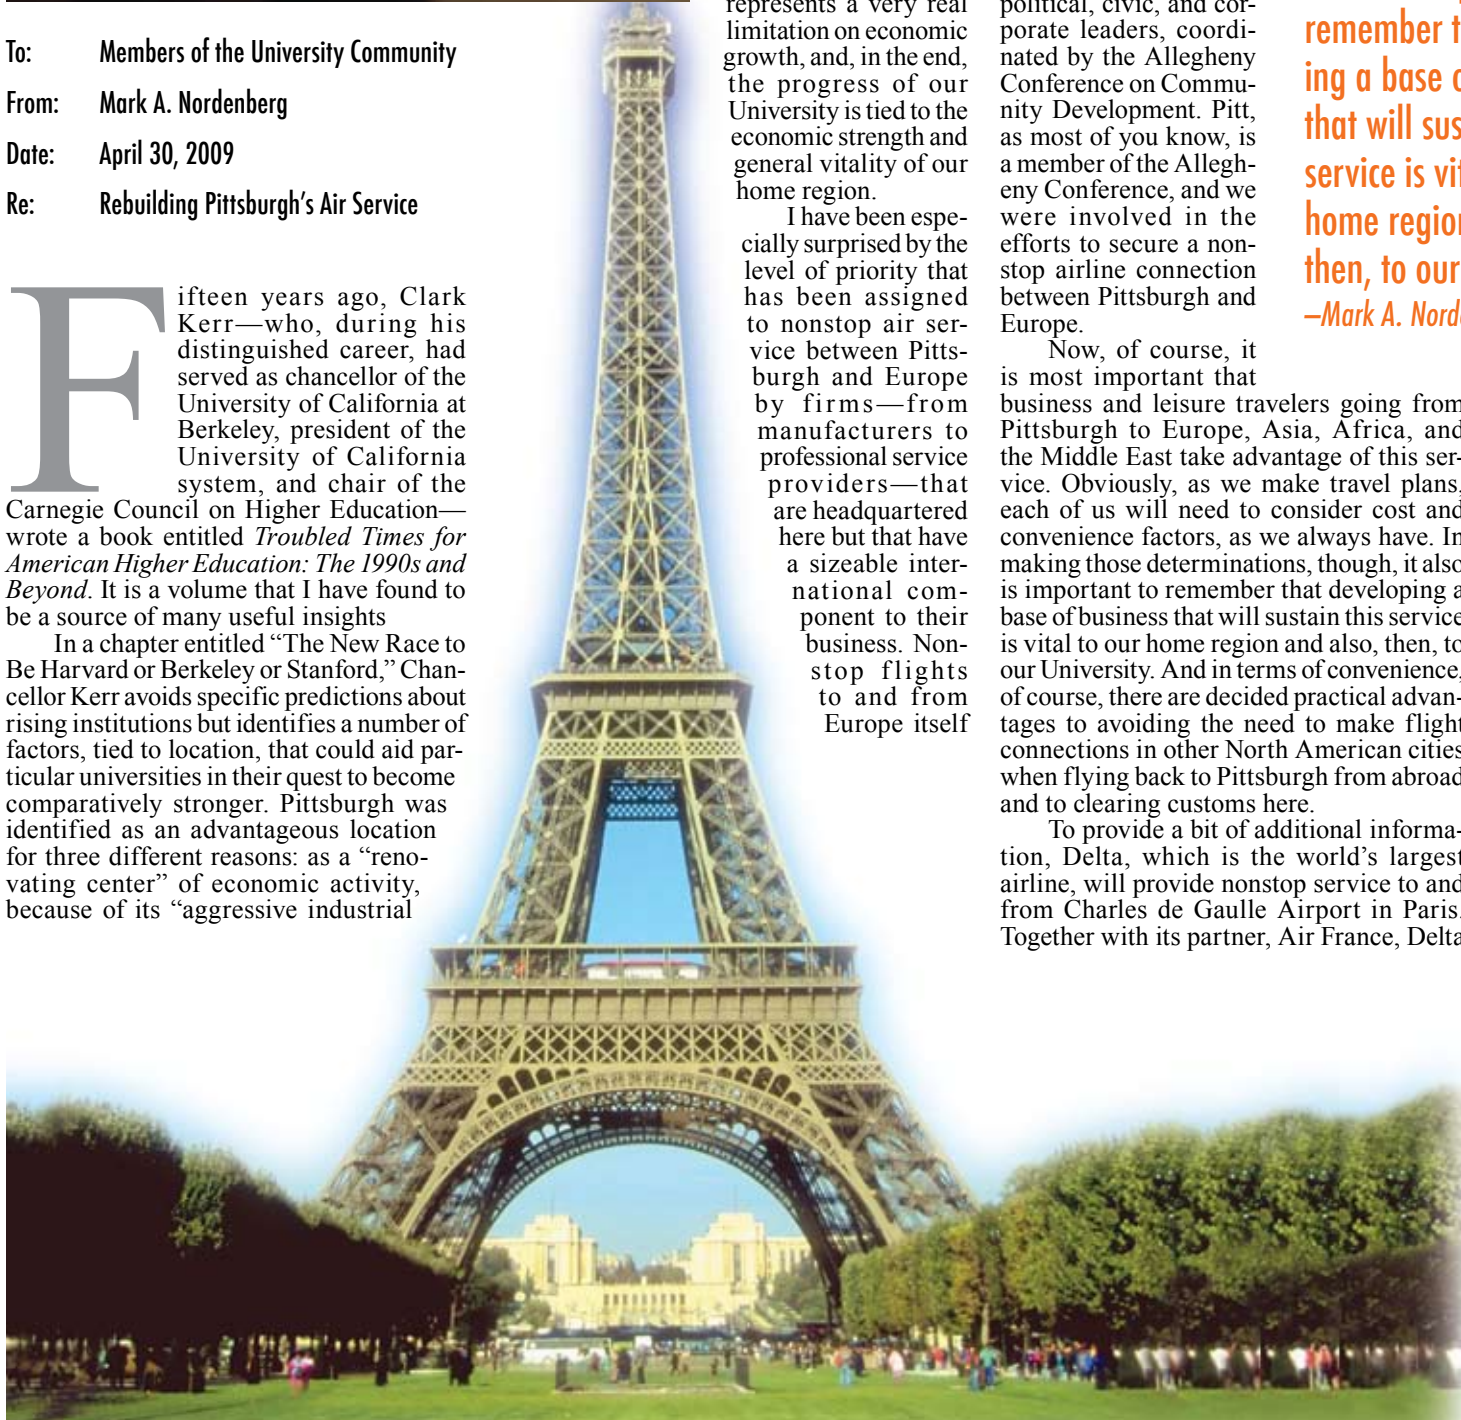 To: Members of the University Community
From: Mark A. Nordenberg
Date: April 30, 2009
Re: Rebuilding Pittsburgh's Air Service
Fifteen years ago, Clark
Kerr—who, during his
distinguished career, had
served as chancellor of the
University of California at
Berkeley, president of the
University of California
system, and chair of the
Carnegie Council on Higher Education—
wrote a book entitled Troubled Times for
American Higher Education: The 1990s and
Beyond. It is a volume that I have found to
be a source of many useful insights
In a chapter entitled “The New Race to
Be Harvard or Berkeley or Stanford,” Chan-
cellor Kerr avoids specific predictions about
rising institutions but identifies a number of
factors, tied to location, that could aid par-
ticular universities in their quest to become
comparatively stronger. Pittsburgh was
identified as an advantageous location
for three different reasons: as a “reno-
vating center” of economic activity,
because of its “aggressive industrial
represents a very real
limitation on economic
growth, and, in the end,
the progress of our
University is tied to the
economic strength and
general vitality of our
home region.
I have been espe-
cially surprised by the
level of priority that
has been assigned
to nonstop air ser-
vice between Pitts-
burgh and Europe
by firms—from
manufacturers to
professional service
providers—that
are headquartered
here but that have
a sizeable inter-
national com-
ponent to their
business. Non-
stop flights
to and from
Europe itself
political, civic, and cor-
porate leaders, coordi-
nated by the Allegheny
Conference on Commu-
nity Development. Pitt,
as most of you know, is
a member of the Allegh-
eny Conference, and we
were involved in the
efforts to secure a non-
stop airline connection
between Pittsburgh and
Europe.
Now, of course, it
is most important that
business and leisure travelers going from
Pittsburgh to Europe, Asia, Africa, and
the Middle East take advantage of this ser-
vice. Obviously, as we make travel plans,
each of us will need to consider cost and
convenience factors, as we always have. In
making those determinations, though, it also
is important to remember that developing a
base of business that will sustain this service
is vital to our home region and also, then, to
our University. And in terms of convenience,
of course, there are decided practical advan-
tages to avoiding the need to make flight
connections in other North American cities
when flying back to Pittsburgh from abroad
and to clearing customs here.
To provide a bit of additional informa-
tion, Delta, which is the world’s largest
airline, will provide nonstop service to and
from Charles de Gaulle Airport in Paris.
Together with its partner, Air France, Delta
remember t
ing a base
that will sus
service is vi
home region
then, to our
–Mark A. Nord